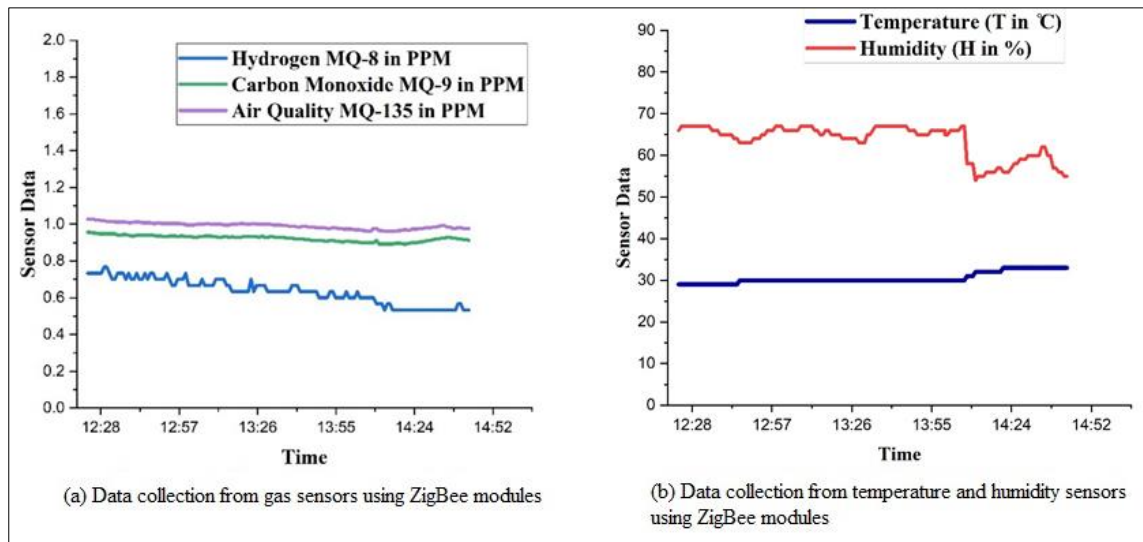 2.0
1.8
1.6
1.4
1.2
1.0
0.8
0.6
0.4
0.2
0.0
Sensor Data
Hydrogen MQ-8 in PPM
Carbon Monoxide MQ-9 in PPM
Air Quality MQ-135 in PPM
12:28 12:57 13:26 13:55 14:24 14:52
Time
(a) Data collection from gas sensors using ZigBee modules
90
80
70
60
50
40
30
20
10
0
Sensor Data
Temperature (T in ℃)
Humidity (H in %)
12:28 12:57 13:26 13:55 14:24 14:52
Time
(b) Data collection from temperature and humidity sensors
using ZigBee modules